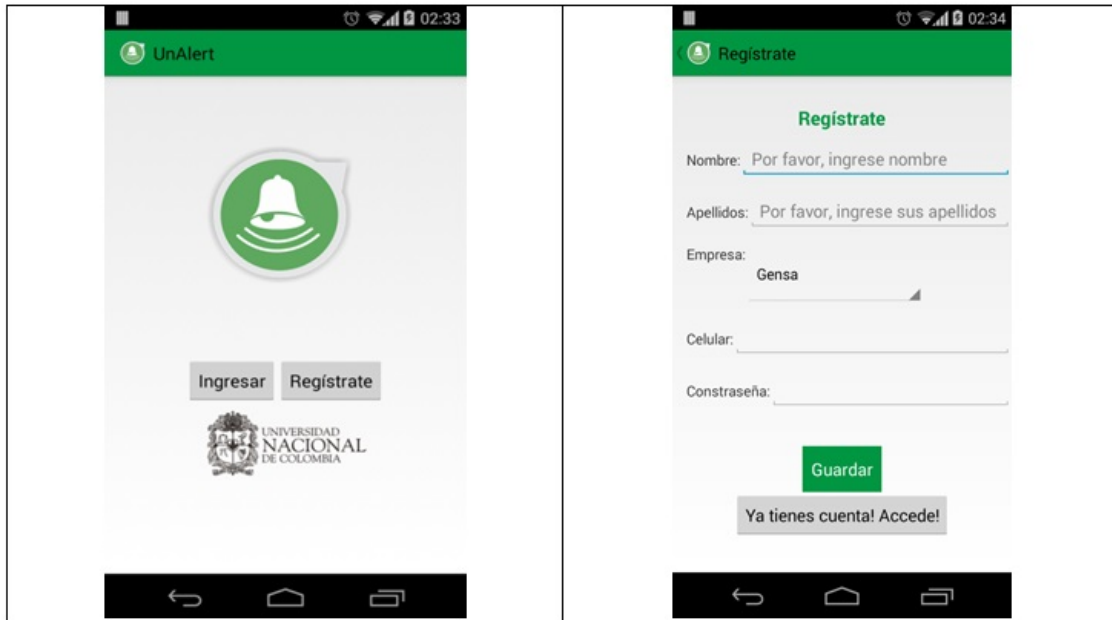 02:33
UnAlert
Ingresar
Regístrate
UNIVERSIDAD
NACIONAL
DE COLOMBIA
02:34
Regístrate
Regístrate
Nombre: Por favor, ingrese nombre
Apellidos: Por favor, ingrese sus apellidos
Empresa:
Gensa
Celular:
Constraseña:
Guardar
Ya tienes cuenta! Accede!